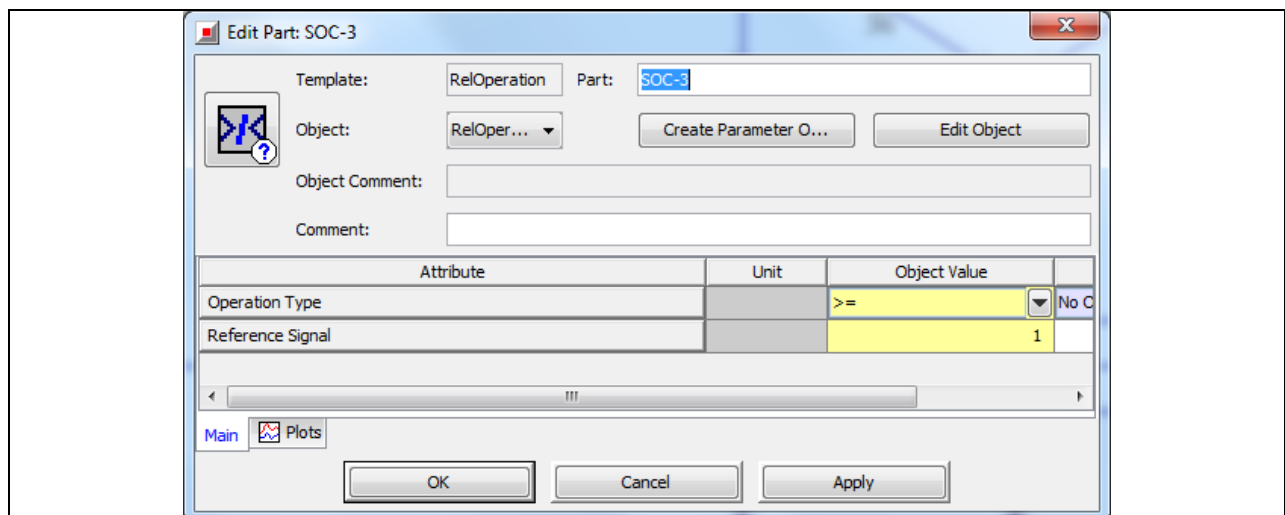 Edit Part: SOC-3
Template: RelOperation Part: SOC-3
Object: RelOper... Create Parameter O... Edit Object
Object Comment:
Comment:
Attribute Unit Object Value
Operation Type >= No C
Reference Signal 1
Main Plots
OK Cancel Apply